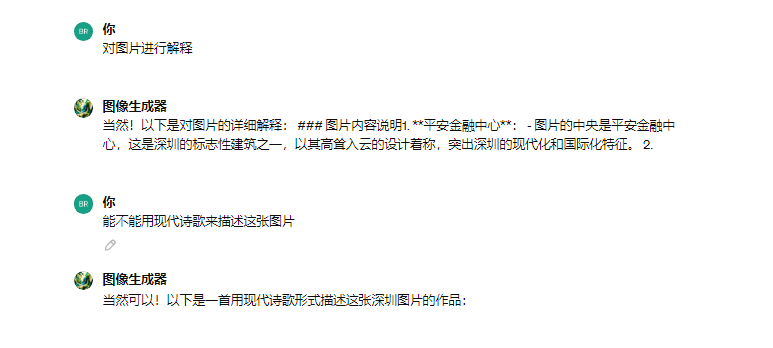 BR 你
对图片进行解释
图像生成器
当然！以下是对图片的详细解释： ### 图片内容说明1. **平安金融中心**： - 图片的中央是平安金融中
心，这是深圳的标志性建筑之一，以其高耸入云的设计着称，突出深圳的现代化和国际化特征。 2.
BR 你
能不能用现代诗歌来描述这张图片
图像生成器
当然可以！以下是一首用现代诗歌形式描述这张深圳图片的作品：